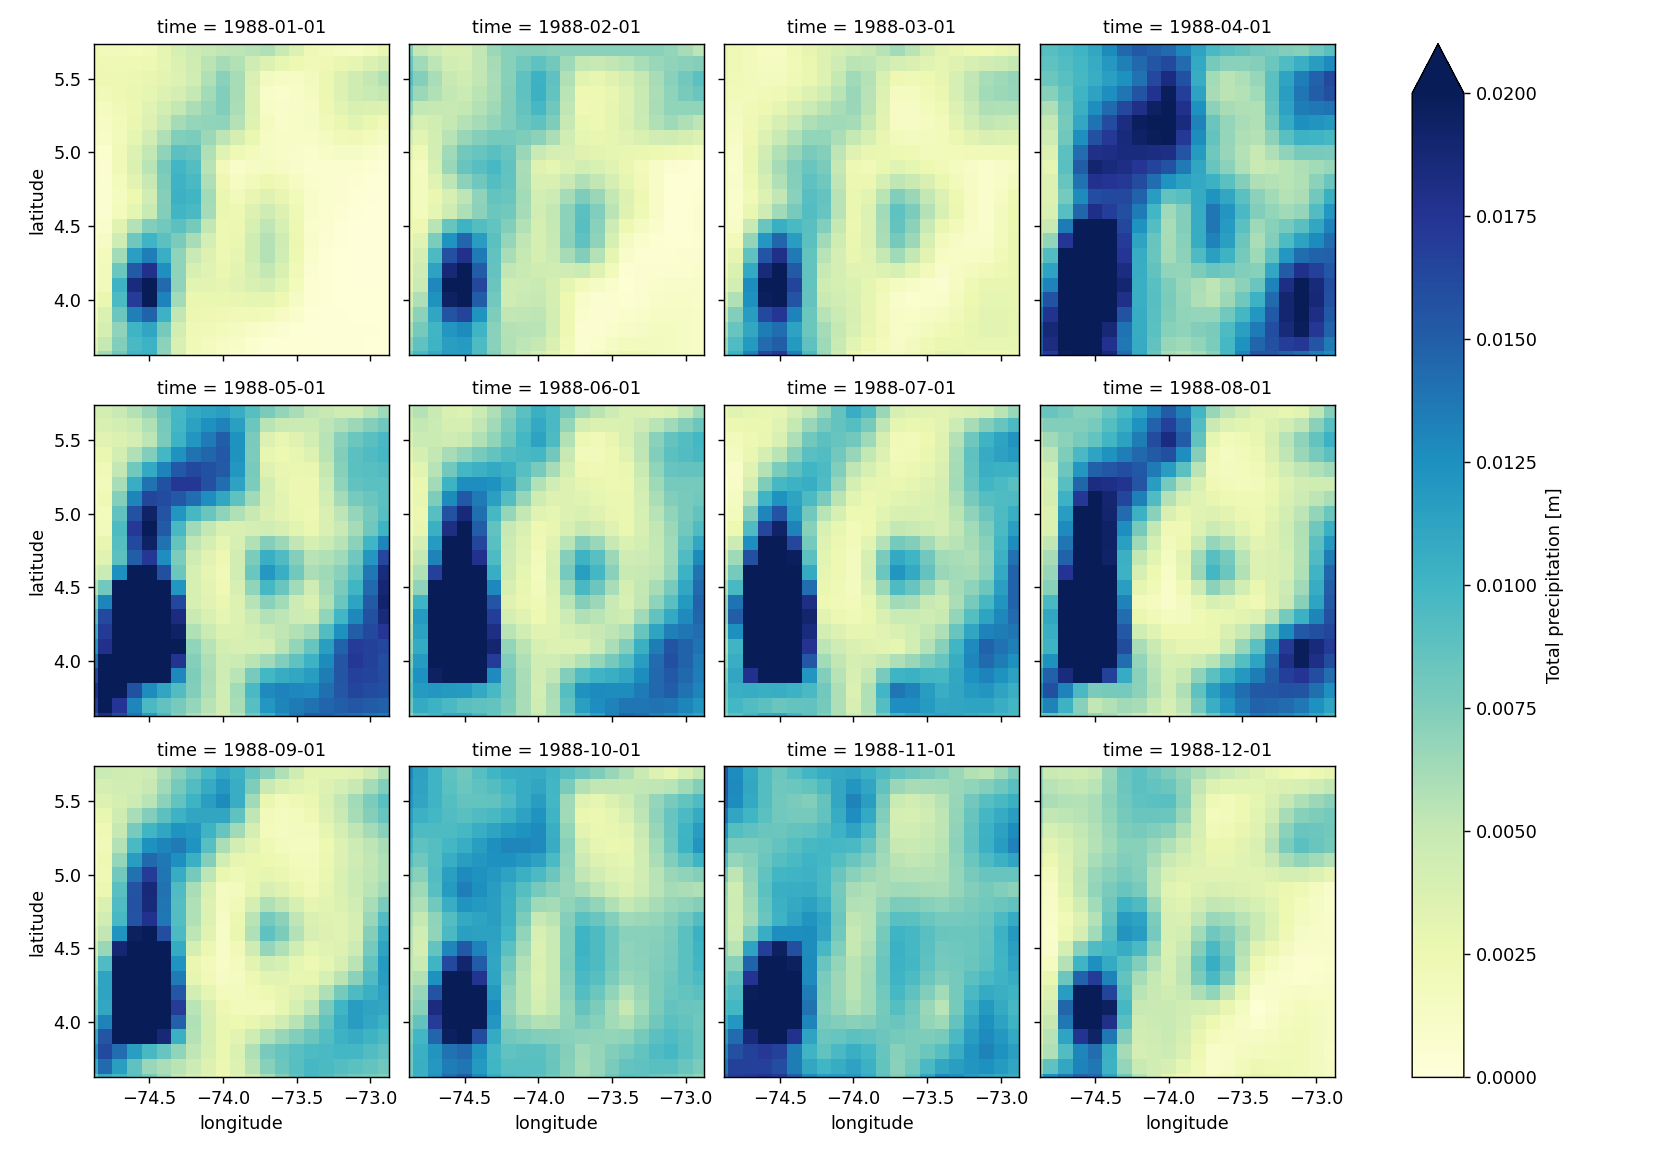 time = 1988-01-01
time = 1988-02-01
time = 1988-03-01
time = 1988-04-01
latitude
5.5
5.0
4.5
4.0
time = 1988-05-01
time = 1988-06-01
time = 1988-07-01
time = 1988-08-01
latitude
5.5
5.0
4.5
4.0
time = 1988-09-01
time = 1988-10-01
time = 1988-11-01
time = 1988-12-01
latitude
5.5
5.0
4.5
4.0
−74.5 −74.0 −73.5 −73.0
longitude
−74.5 −74.0 −73.5 −73.0
longitude
−74.5 −74.0 −73.5 −73.0
longitude
−74.5 −74.0 −73.5 −73.0
longitude
0.0200
0.0175
0.0150
0.0125
0.0100
0.0075
0.0050
0.0025
0.0000
Total precipitation [m]